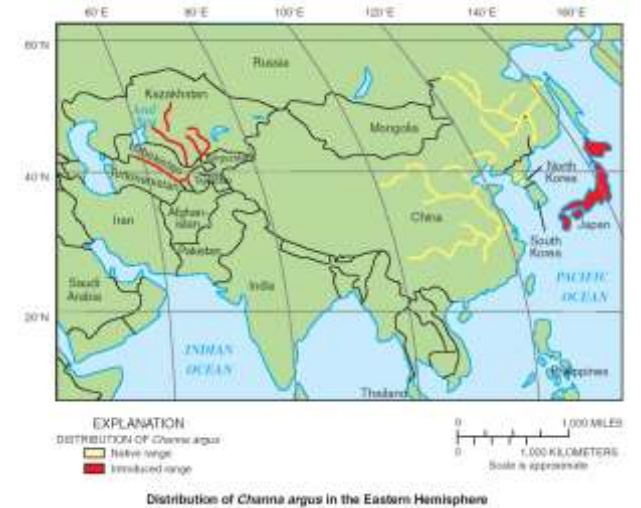 60°E
80°E
100°E
120°E
140°E
160°E
60°N
Russia
Kazakhstan
Aral
Mongolia
40°N
North
Korea
Turkmenistan
Iran
Afghan-
istan
China
Japan
Pakistan
South
Korea
Saudi
Arabia
India
PACIFIC
OCEAN
20°N
INDIAN
OCEAN
Philippines
Thailand
EXPLANATION
DISTRIBUTION OF Channa argus
Native range
Introduced range
0 1,000 MILES
0 1,000 KILOMETERS
Scale is approximate
Distribution of Channa argus in the Eastern Hemisphere